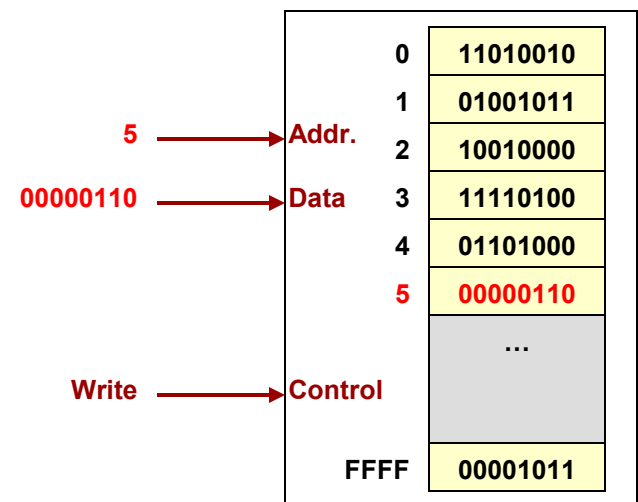 0 11010010
1 01001011
5 Addr.
2 10010000
00000110 Data 3 11110100
4 01101000
5 00000110
…
Write Control
FFFF 00001011